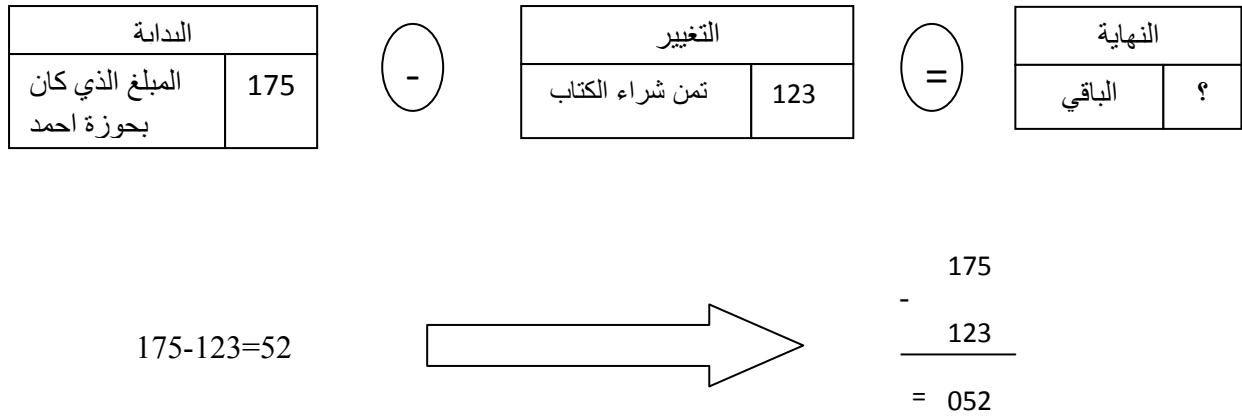 البداية
المبلغ الذي كان
بحوزة احمد
175
-
التغيير
تمن شراء الكتاب
123
=
النهاية
الباقي
؟
175-123=52
175
-
123
= 052